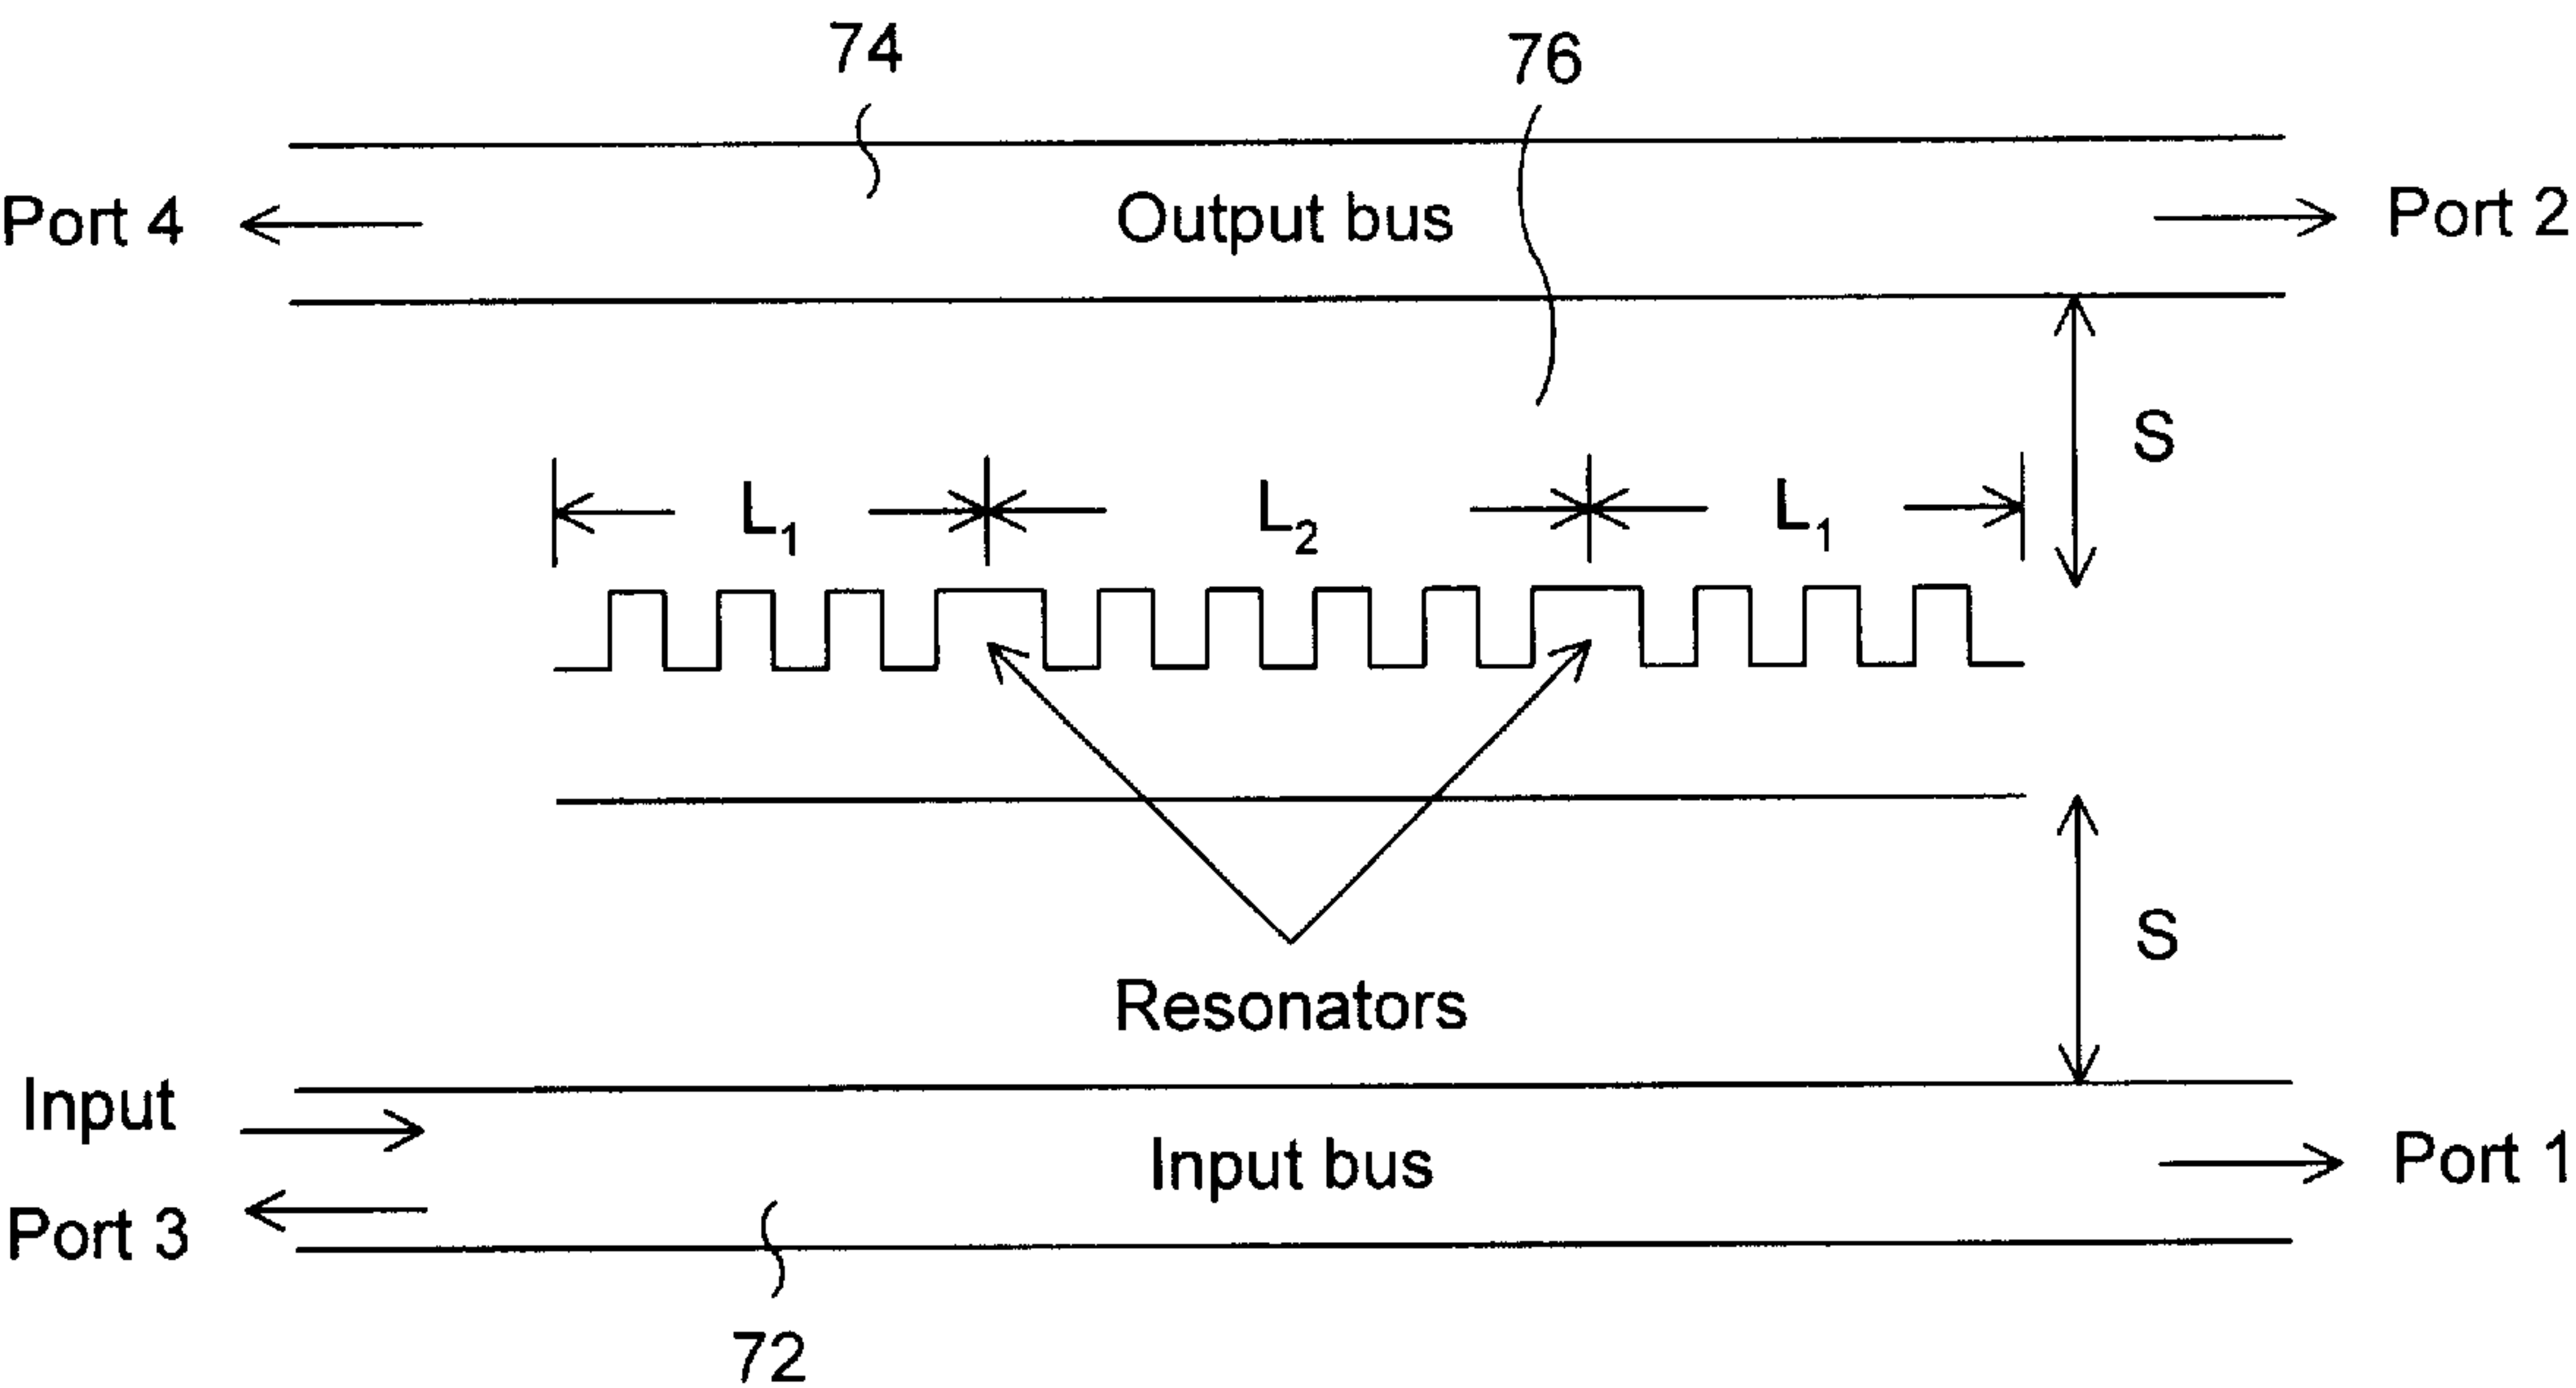 74
76
Port 4
Output bus
Port 2
S
L₁
L₂
L₁
Resonators
S
Input
Input bus
Port 1
Port 3
72